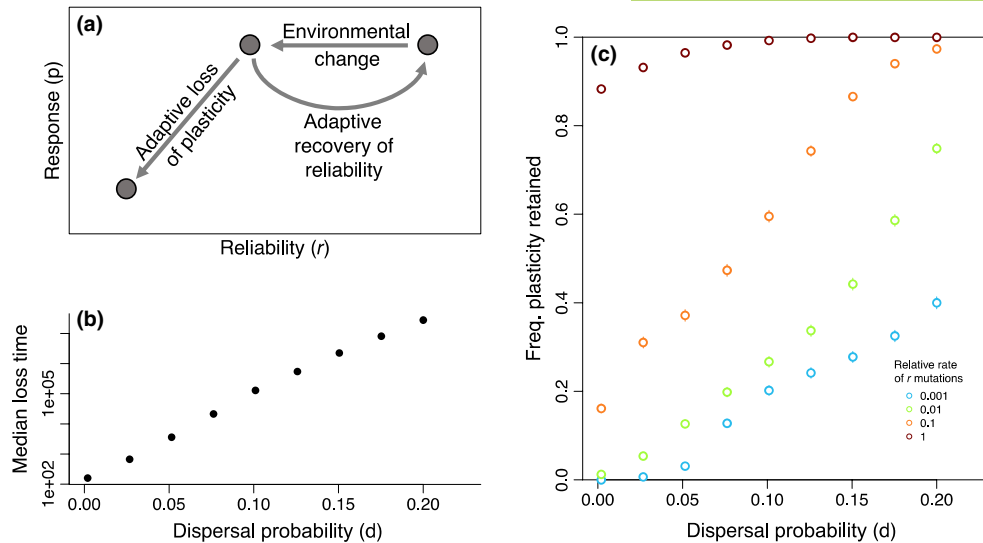 (a)
Response (p)
Environmental
change
Adaptive loss
of plasticity
Adaptive
recovery of
reliability
Reliability (r)
(b)
Median loss time
1e+02
1e+05
0.00 0.05 0.10 0.15 0.20
Dispersal probability (d)
(c)
Freq. plasticity retained
0.0 0.2 0.4 0.6 0.8 1.0
Relative rate
of r mutations
0.001
0.01
0.1
1
0.00 0.05 0.10 0.15 0.20
Dispersal probability (d)